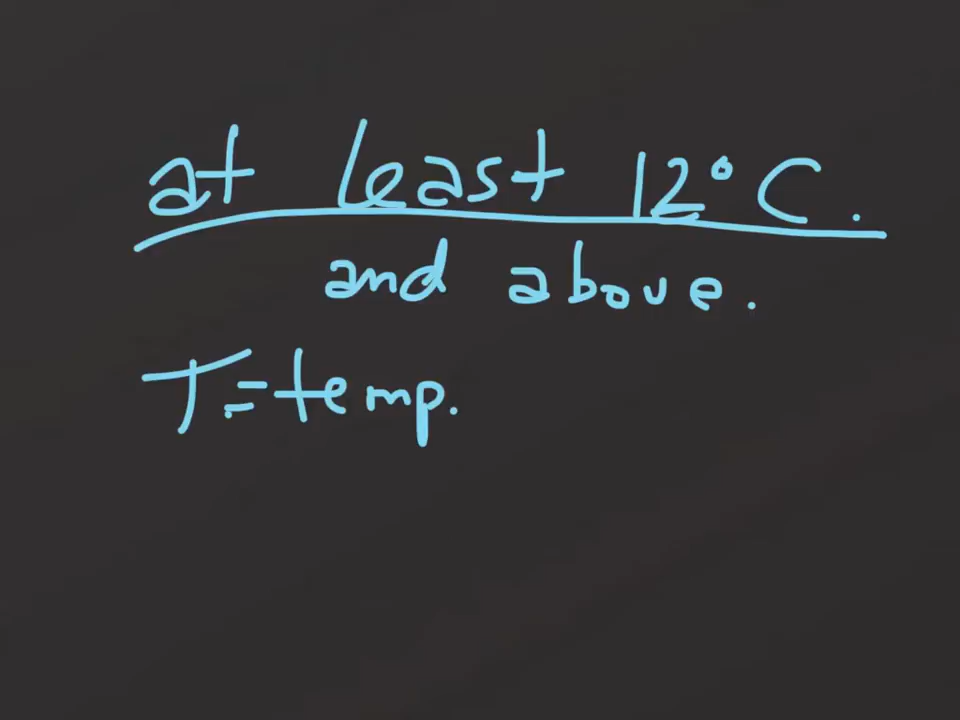 at least 12° C.
and above.
T = temp.